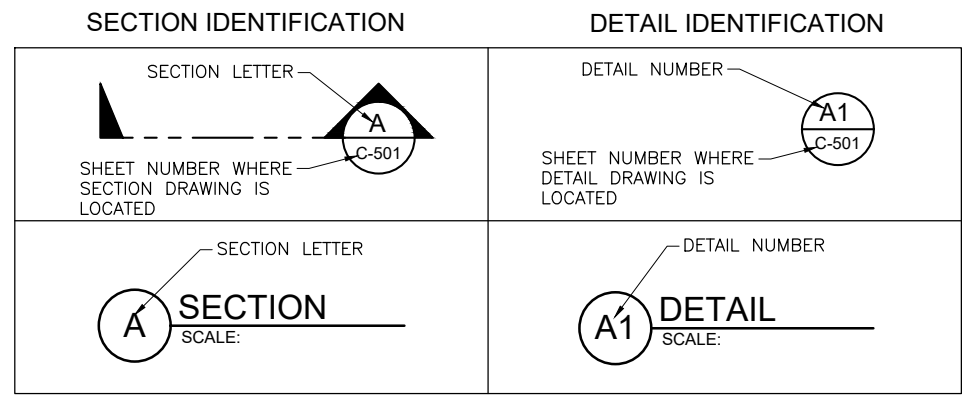 SECTION IDENTIFICATION
DETAIL IDENTIFICATION
SECTION LETTER
A
C-501
SHEET NUMBER WHERE
SECTION DRAWING IS
LOCATED
DETAIL NUMBER
A1
C-501
SHEET NUMBER WHERE
DETAIL DRAWING IS
LOCATED
SECTION LETTER
A
SECTION
SCALE:
DETAIL NUMBER
A1
DETAIL
SCALE: